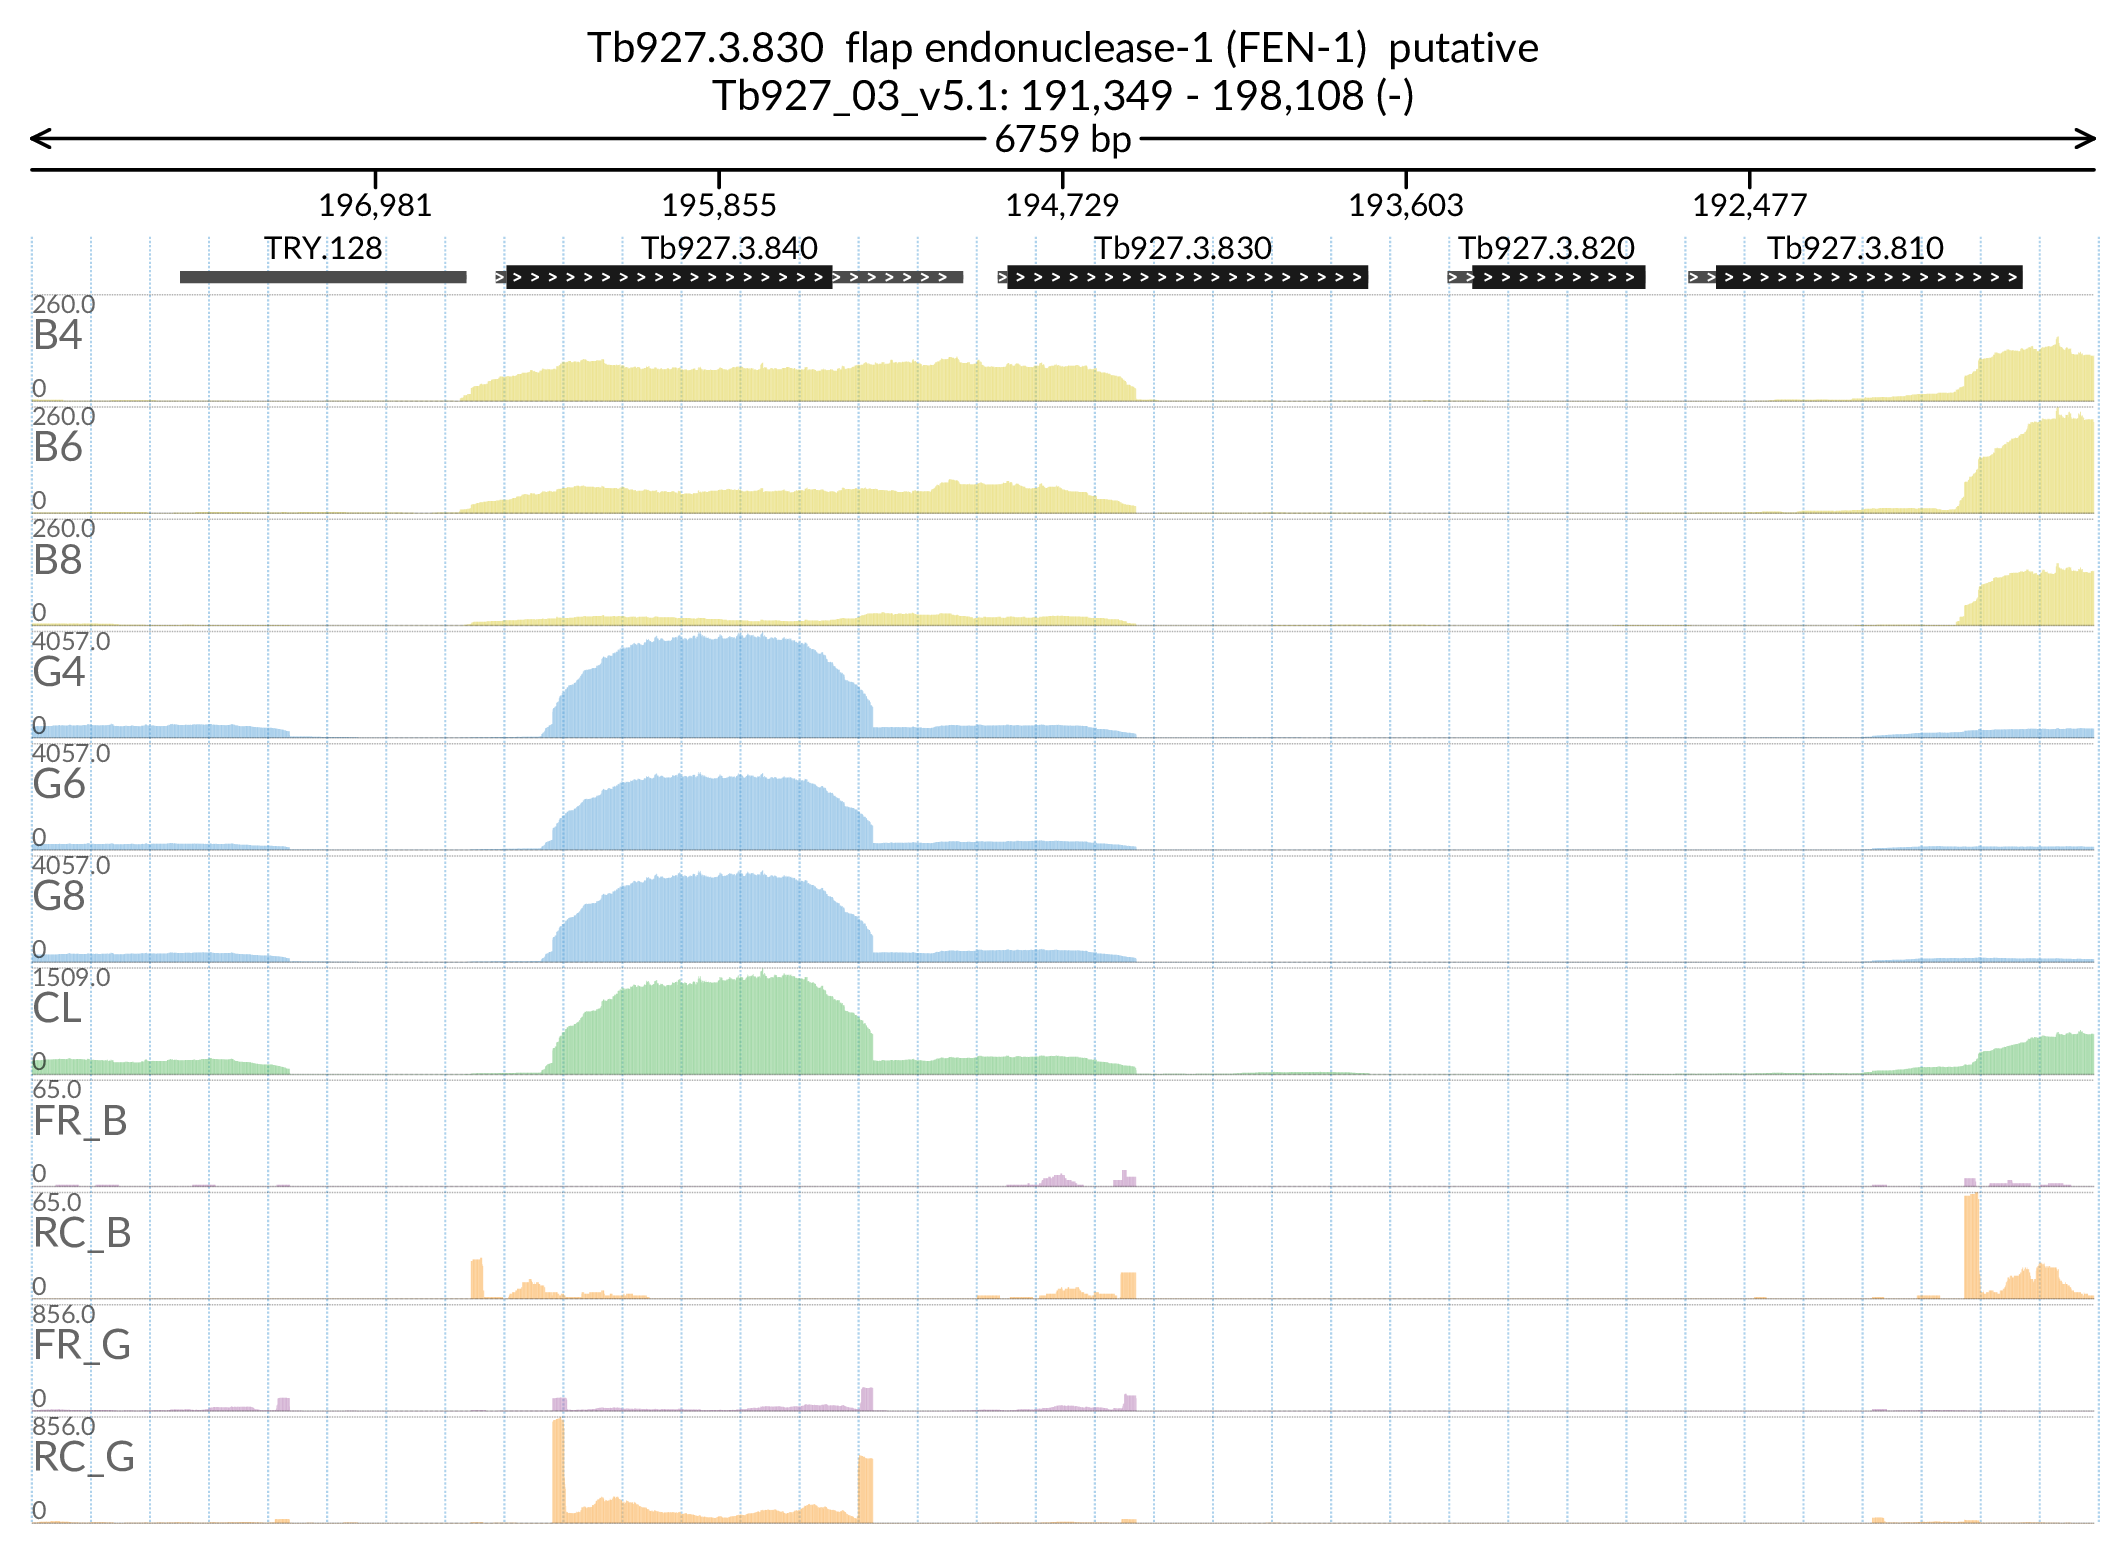 Tb927.3.830  flap endonuclease-1 (FEN-1)  putative
Tb927_03_v5.1: 191,349 - 198,108 (-)
6759 bp
196,981 195,855 194,729 193,603 192,477
TRY.128 Tb927.3.840 Tb927.3.830 Tb927.3.820 Tb927.3.810
260.0
B4
0
260.0
B6
0
260.0
B8
0
4057.0
G4
0
4057.0
G6
0
4057.0
G8
0
1509.0
CL
0
65.0
FR_B
0
65.0
RC_B
0
856.0
FR_G
0
856.0
RC_G
0